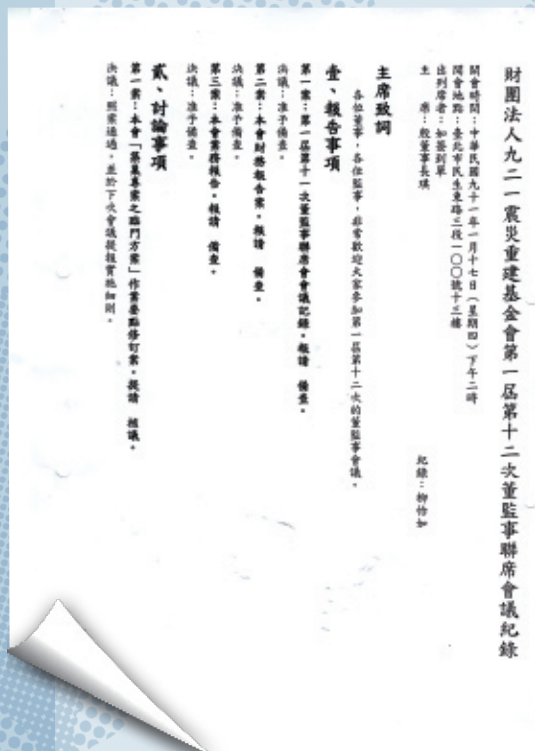 財團法人九二一震災重建基金會第一屆第十二次董監事聯席會議紀錄
開會時間：中華民國九十一年一月十七日（星期四）下午二時
開會地點：臺北市民生東路三段一〇〇號十三樓
出列席者：如簽到單
主　席：殷董事長琪　紀錄：柳怡如
主席致詞
各位董事，各位監事，非常歡迎大家參加第一屆第十二次的董監事會議。
壹、報告事項
第一案：第一屆第十一次董監事聯席會會議記錄，報請　備查。
決議：准予備查。
第二案：本會財務報告案，報請　備查。
決議：准予備查。
第三案：本會業務報告，報請　備查。
決議：准予備查。
貳、討論事項
第一案：本會「築巢專案之臨門方案」作業要點修訂案，提請　核議。
決議：照案通過，並於下次會議提報實施細則。